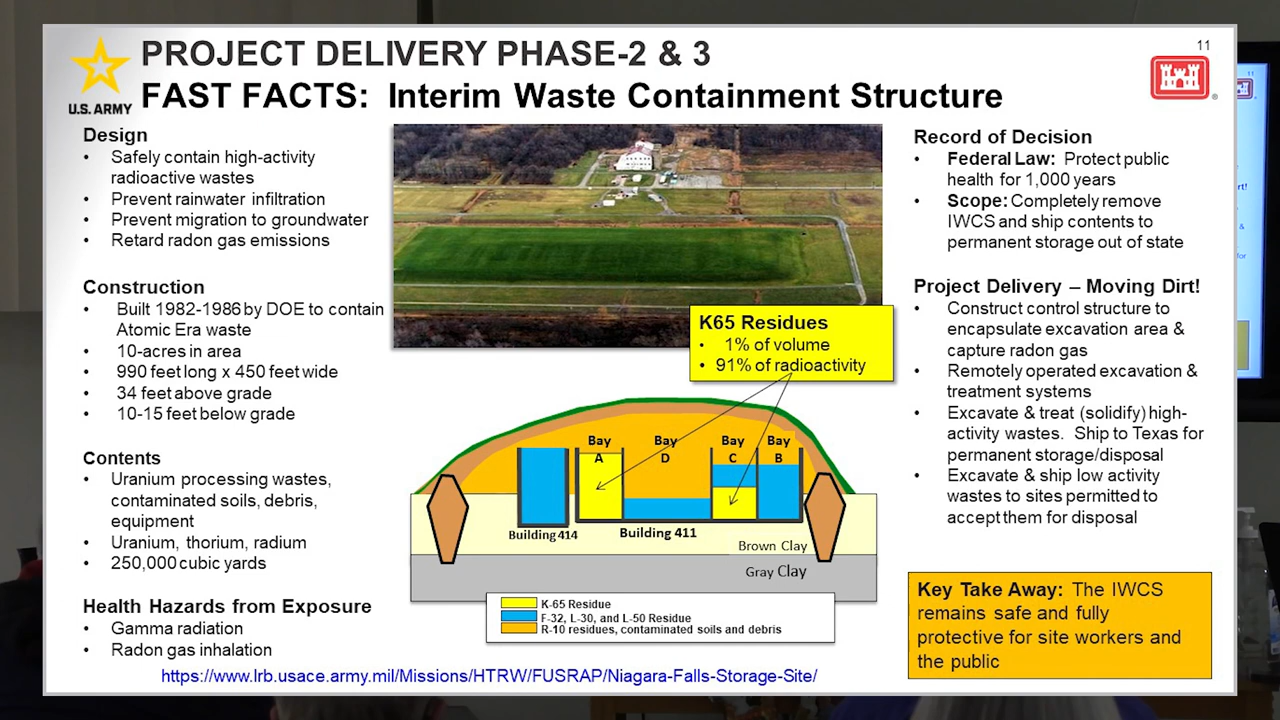 PROJECT DELIVERY PHASE-2 & 3
FAST FACTS: Interim Waste Containment Structure
U.S. ARMY
11
Design
• Safely contain high-activity
radioactive wastes
• Prevent rainwater infiltration
• Prevent migration to groundwater
• Retard radon gas emissions
Construction
• Built 1982-1986 by DOE to contain
Atomic Era waste
• 10-acres in area
• 990 feet long x 450 feet wide
• 34 feet above grade
• 10-15 feet below grade
Contents
• Uranium processing wastes,
contaminated soils, debris,
equipment
• Uranium, thorium, radium
• 250,000 cubic yards
Health Hazards from Exposure
• Gamma radiation
• Radon gas inhalation
K65 Residues
• 1% of volume
• 91% of radioactivity
Bay A
Bay D
Bay C
Bay B
Building 414
Building 411
Brown Clay
Gray Clay
K-65 Residue
F-32, L-30, and L-50 Residue
R-10 residues, contaminated soils and debris
https://www.lrb.usace.army.mil/Missions/HTRW/FUSRAP/Niagara-Falls-Storage-Site/
Record of Decision
• Federal Law: Protect public
health for 1,000 years
• Scope: Completely remove
IWCS and ship contents to
permanent storage out of state
Project Delivery – Moving Dirt!
• Construct control structure to
encapsulate excavation area &
capture radon gas
• Remotely operated excavation &
treatment systems
• Excavate & treat (solidify) high-
activity wastes. Ship to Texas for
permanent storage/disposal
• Excavate & ship low activity
wastes to sites permitted to
accept them for disposal
Key Take Away: The IWCS
remains safe and fully
protective for site workers and
the public